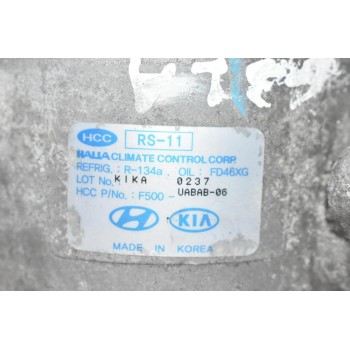 HCC RS-11
HALLA CLIMATE CONTROL CORP.
REFRIG. : R-134a, OIL : FD46XG
LOT No. KIKA 0237
HCC P/No. : F500 - UABAB-06
KIA
MADE IN KOREA